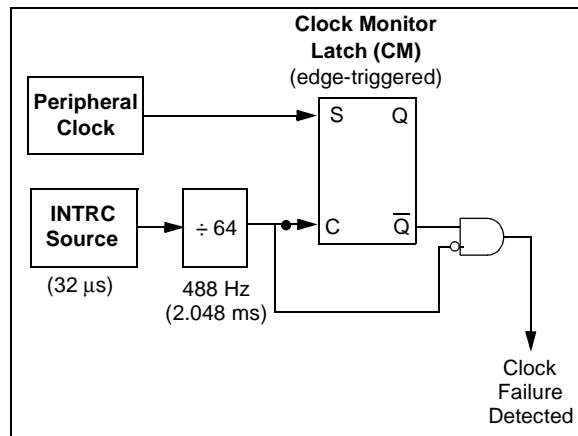 Clock Monitor
Latch (CM)
(edge-triggered)
Peripheral
Clock
S Q
INTRC
Source
(32 μs)
÷ 64
488 Hz
(2.048 ms)
C Q̅
Clock
Failure
Detected